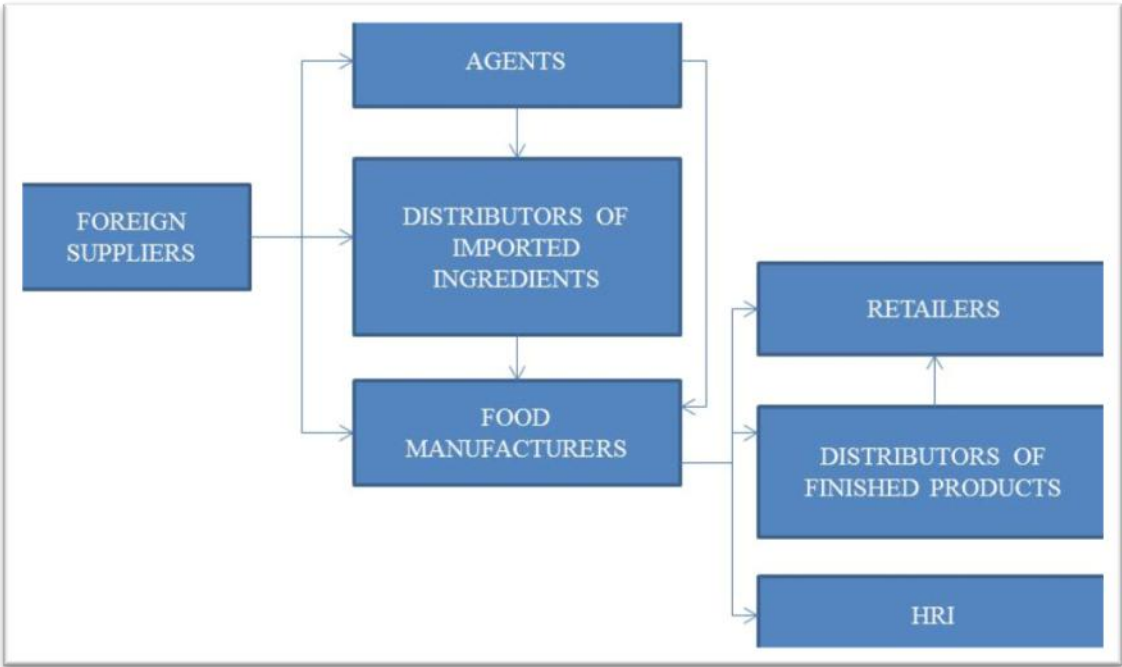 AGENTS
FOREIGN
SUPPLIERS
DISTRIBUTORS OF
IMPORTED
INGREDIENTS
RETAILERS
FOOD
MANUFACTURERS
DISTRIBUTORS OF
FINISHED PRODUCTS
HRI